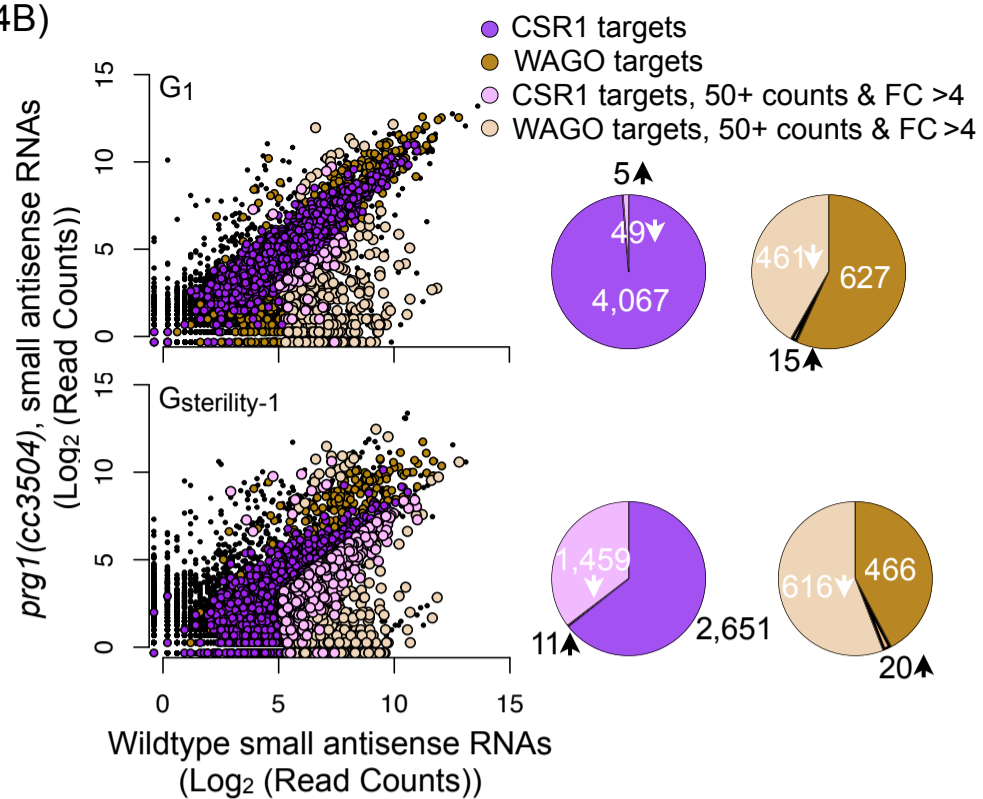 4B)
CSR1 targets
WAGO targets
CSR1 targets, 50+ counts & FC >4
WAGO targets, 50+ counts & FC >4
prg1(cc3504), small antisense RNAs
(Log2 (Read Counts))
G1
15
10
5
0
5
49
4,067
461
627
15
Gsterility-1
15
10
5
0
1,459
11
2,651
616
466
20
0 5 10 15
Wildtype small antisense RNAs
(Log2 (Read Counts))